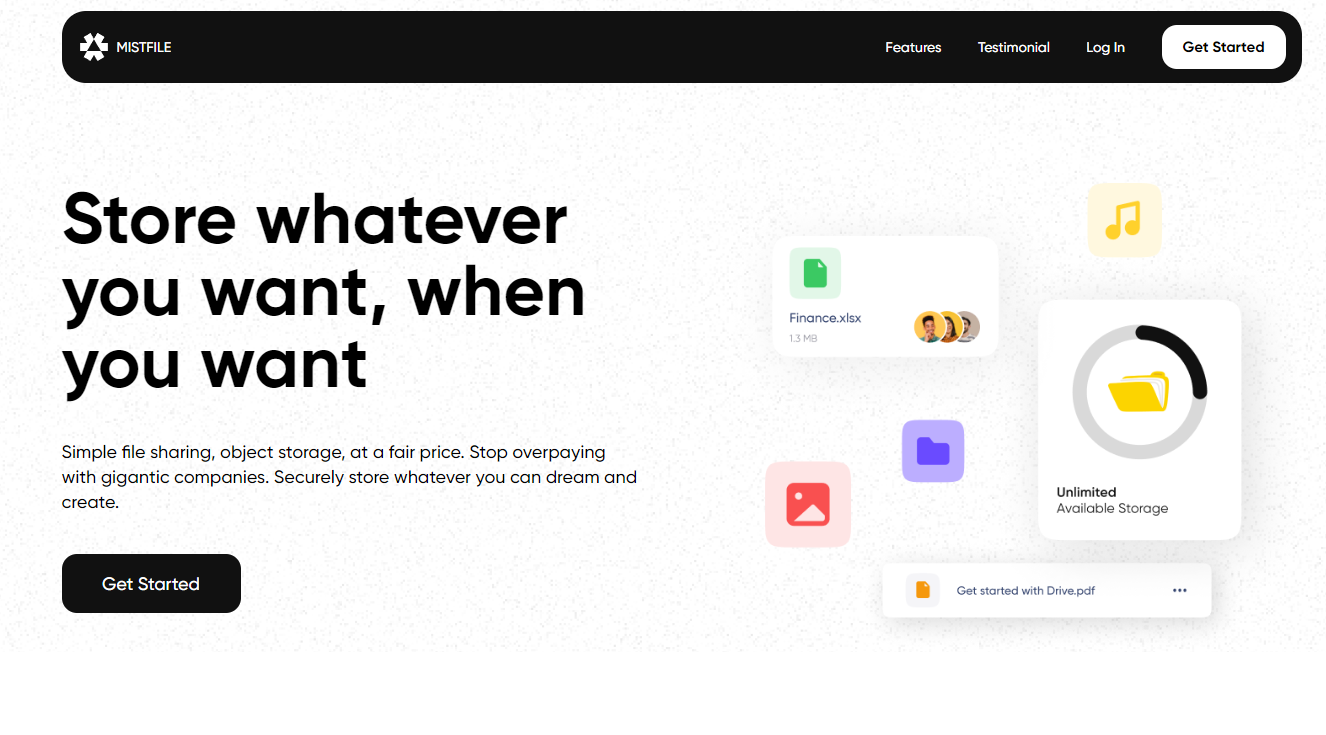 MISTFILE
Features
Testimonial
Log In
Get Started
Store whatever
you want, when
you want
Simple file sharing, object storage, at a fair price. Stop overpaying
with gigantic companies. Securely store whatever you can dream and
create.
Get Started
Finance.xlsx
1.3 MB
Unlimited
Available Storage
Get started with Drive.pdf